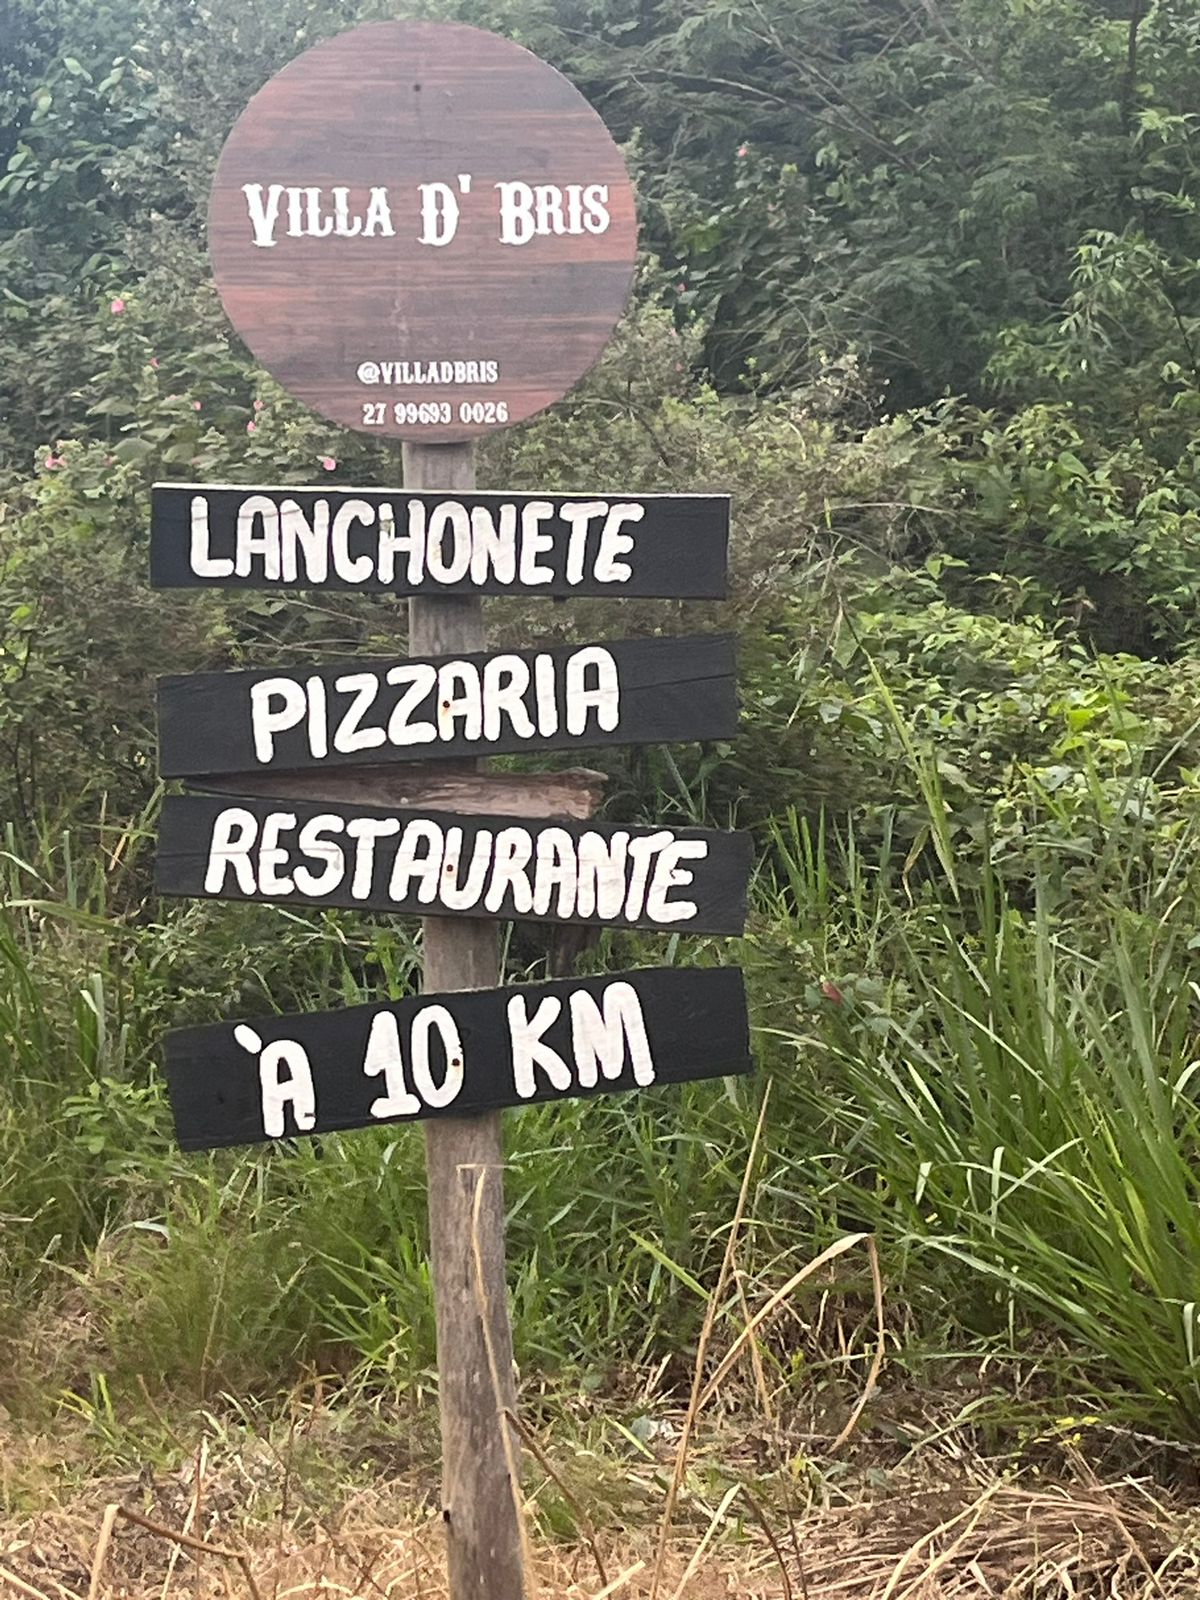 VILLA D' BRIS
@VILLADBRIS
27 99693 0026
LANCHONETE
PIZZARIA
RESTAURANTE
À 10 KM